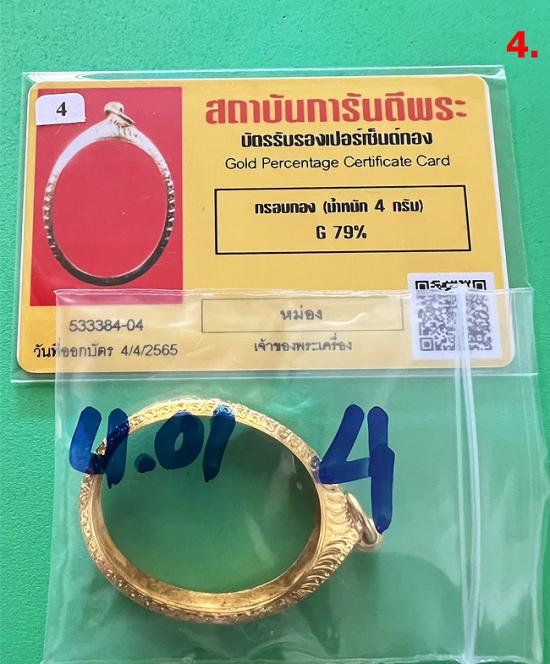 4.
4
สถาบันการันตีพระ
บัตรรับรองเปอร์เซ็นต์ทอง
Gold Percentage Certificate Card
กรอบทอง (น้ำหนัก 4 กรัม)
G 79%
533384-04
หม่อง
วันที่ออกบัตร 4/4/2565
เจ้าของพระเครื่อง
4.01 4